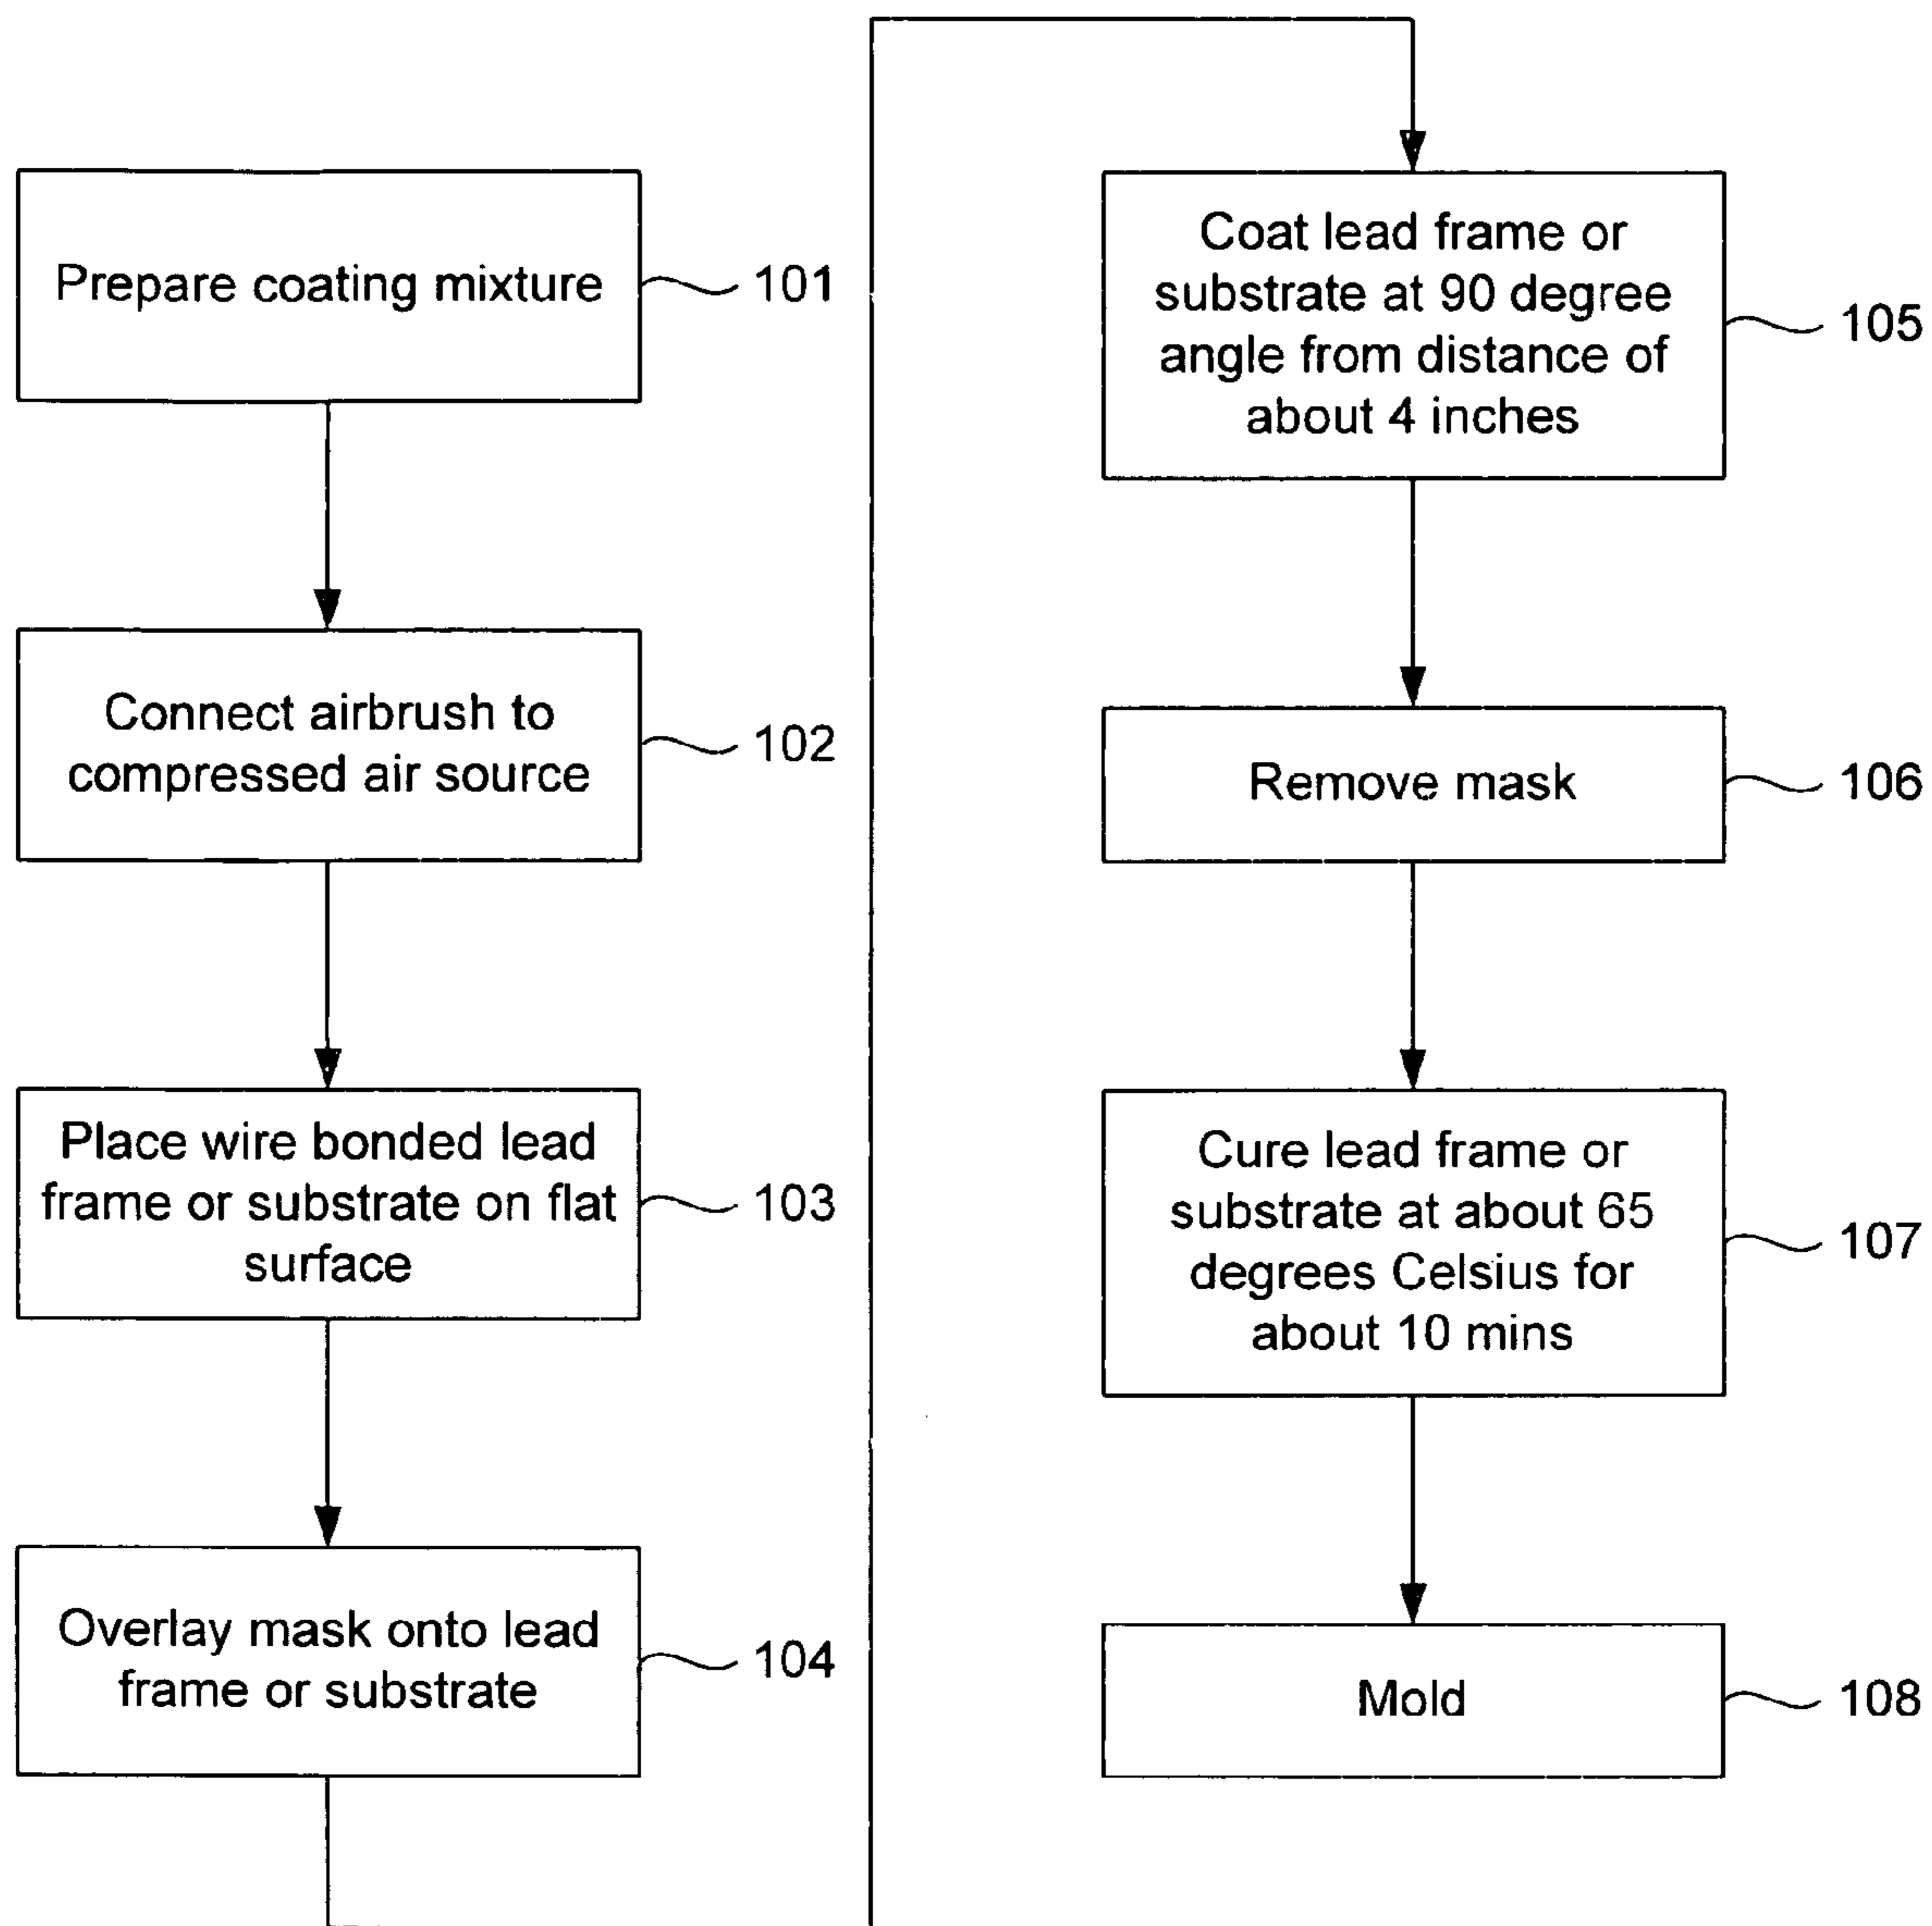 Prepare coating mixture
101
Connect airbrush to
compressed air source
102
Place wire bonded lead
frame or substrate on flat
surface
103
Overlay mask onto lead
frame or substrate
104
Coat lead frame or
substrate at 90 degree
angle from distance of
about 4 inches
105
Remove mask
106
Cure lead frame or
substrate at about 65
degrees Celsius for
about 10 mins
107
Mold
108